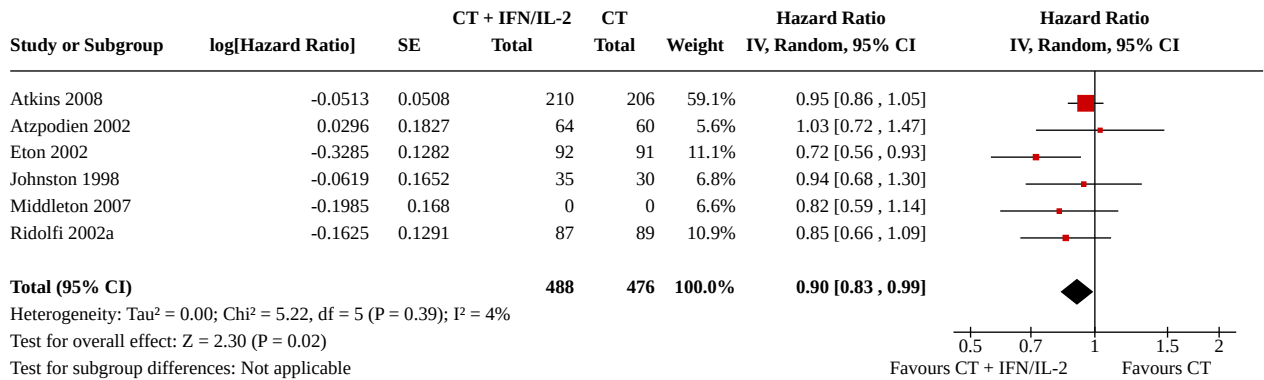 CT + IFN/IL-2 CT Hazard Ratio Hazard Ratio
Study or Subgroup log[Hazard Ratio] SE Total Total Weight IV, Random, 95% CI IV, Random, 95% CI
Atkins 2008 -0.0513 0.0508 210 206 59.1% 0.95 [0.86 , 1.05]
Atzpodien 2002 0.0296 0.1827 64 60 5.6% 1.03 [0.72 , 1.47]
Eton 2002 -0.3285 0.1282 92 91 11.1% 0.72 [0.56 , 0.93]
Johnston 1998 -0.0619 0.1652 35 30 6.8% 0.94 [0.68 , 1.30]
Middleton 2007 -0.1985 0.168 0 0 6.6% 0.82 [0.59 , 1.14]
Ridolfi 2002a -0.1625 0.1291 87 89 10.9% 0.85 [0.66 , 1.09]
Total (95% CI) 488 476 100.0% 0.90 [0.83 , 0.99]
Heterogeneity: Tau² = 0.00; Chi² = 5.22, df = 5 (P = 0.39); I² = 4%
Test for overall effect: Z = 2.30 (P = 0.02)
0.5 0.7 1 1.5 2
Test for subgroup differences: Not applicable Favours CT + IFN/IL-2 Favours CT